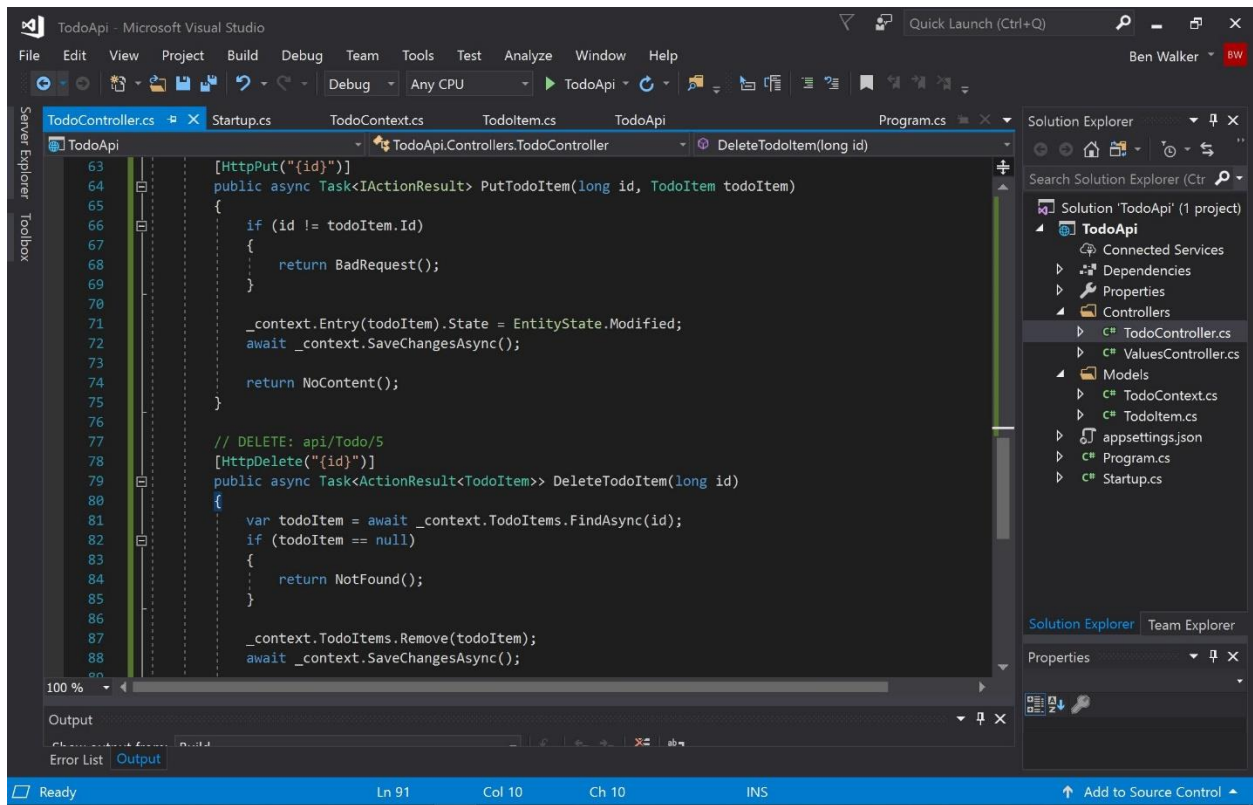 TodoApi - Microsoft Visual Studio
Quick Launch (Ctrl+Q)
File Edit View Project Build Debug Team Tools Test Analyze Window Help
Ben Walker BW
Debug Any CPU TodoApi
Server Explorer
Toolbox
TodoController.cs Startup.cs TodoContext.cs TodoItem.cs TodoApi Program.cs
TodoApi TodoApi.Controllers.TodoController DeleteTodoItem(long id)
63 [HttpPut("{id}")]
64 public async Task<IActionResult> PutTodoItem(long id, TodoItem todoItem)
65 {
66 if (id != todoItem.Id)
67 {
68 return BadRequest();
69 }
70
71 _context.Entry(todoItem).State = EntityState.Modified;
72 await _context.SaveChangesAsync();
73
74 return NoContent();
75 }
76
77 // DELETE: api/Todo/5
78 [HttpDelete("{id}")]
79 public async Task<ActionResult<TodoItem>> DeleteTodoItem(long id)
80 {
81 var todoItem = await _context.TodoItems.FindAsync(id);
82 if (todoItem == null)
83 {
84 return NotFound();
85 }
86
87 _context.TodoItems.Remove(todoItem);
88 await _context.SaveChangesAsync();
100 %
Output
Error List Output
Solution Explorer
Search Solution Explorer (Ctr
Solution 'TodoApi' (1 project)
TodoApi
Connected Services
Dependencies
Properties
Controllers
C# TodoController.cs
C# ValuesController.cs
Models
C# TodoContext.cs
C# TodoItem.cs
appsettings.json
C# Program.cs
C# Startup.cs
Solution Explorer Team Explorer
Properties
Ready Ln 91 Col 10 Ch 10 INS Add to Source Control